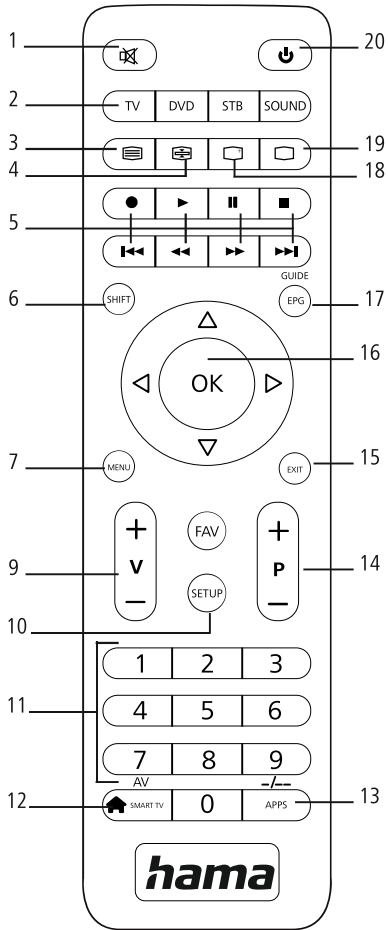 1
20
2
TV DVD STB SOUND
3
19
4
18
5
GUIDE
6
SHIFT
EPG
17
16
OK
7
MENU
EXIT
15
+
FAV
+
9
V
P
14
–
SETUP
–
10
1 2 3
11
4 5 6
7 8 9
AV
-/--
12
SMART TV 0 APPS
13
hama